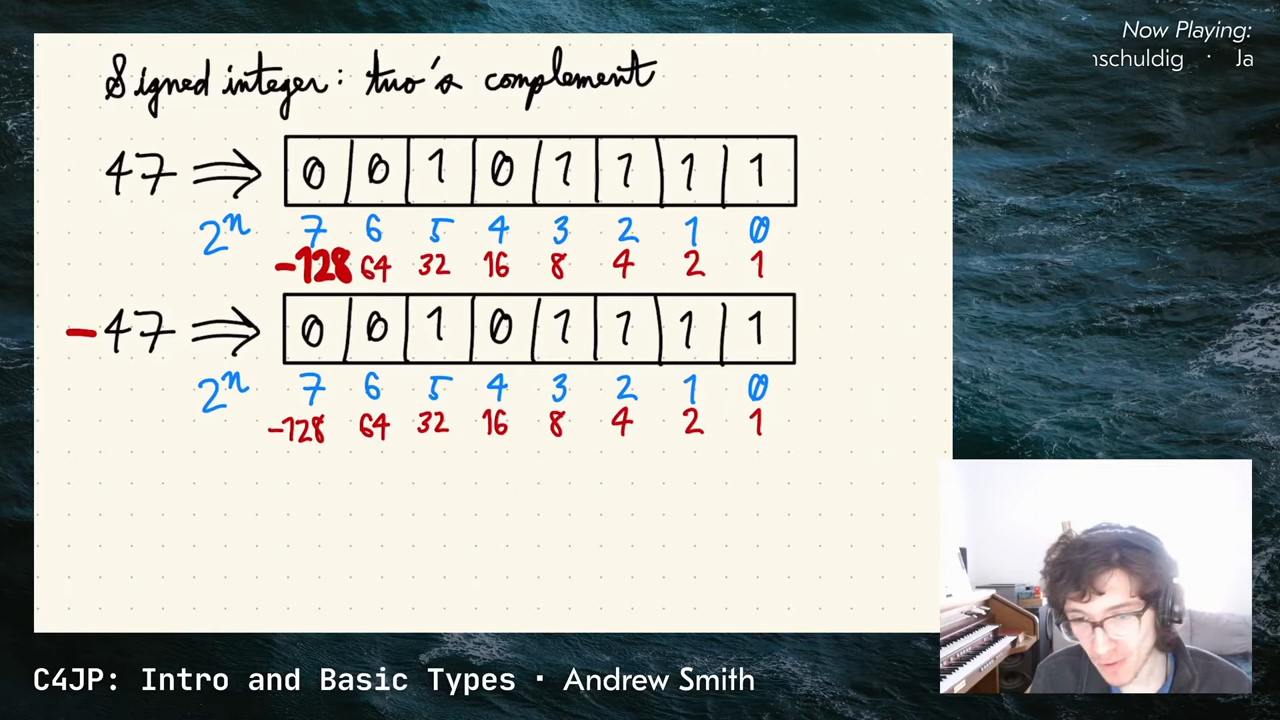 Now Playing:
nschuldig · Ja
Signed integer: two's complement
47 ⇒ 0 0 1 0 1 1 1 1
2ⁿ 7 6 5 4 3 2 1 0
-128 64 32 16 8 4 2 1
-47 ⇒ 0 0 1 0 1 1 1 1
2ⁿ 7 6 5 4 3 2 1 0
-128 64 32 16 8 4 2 1
C4JP: Intro and Basic Types · Andrew Smith